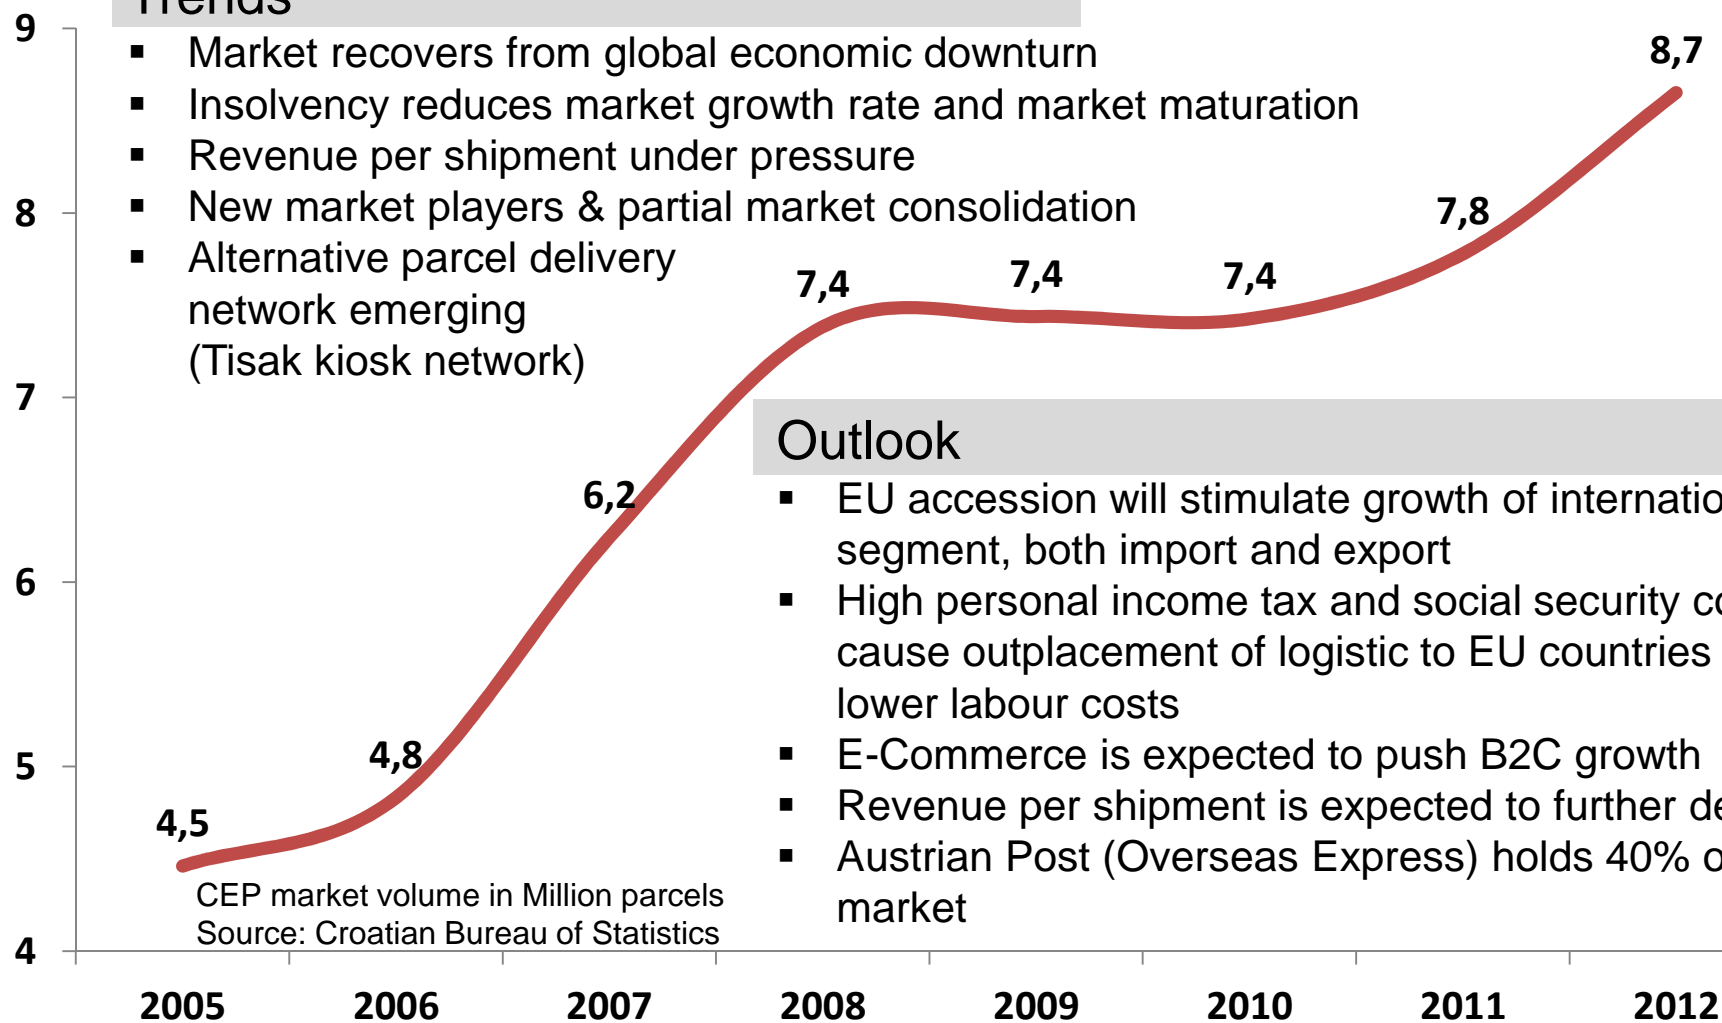 Trends
▪ Market recovers from global economic downturn
▪ Insolvency reduces market growth rate and market maturation
▪ Revenue per shipment under pressure
▪ New market players & partial market consolidation
▪ Alternative parcel delivery
network emerging
(Tisak kiosk network)
Outlook
▪ EU accession will stimulate growth of
segment, both import and export
▪ High personal income tax and social security
cause outplacement of logistic to EU countries
lower labour costs
▪ E-Commerce is expected to push B2C growth
▪ Revenue per shipment is expected to further
▪ Austrian Post (Overseas Express) holds 40%
market
9
8
7
6
5
4
4,5
4,8
6,2
7,4
7,4
7,4
7,8
8,7
CEP market volume in Million parcels
Source: Croatian Bureau of Statistics
2005 2006 2007 2008 2009 2010 2011 2012